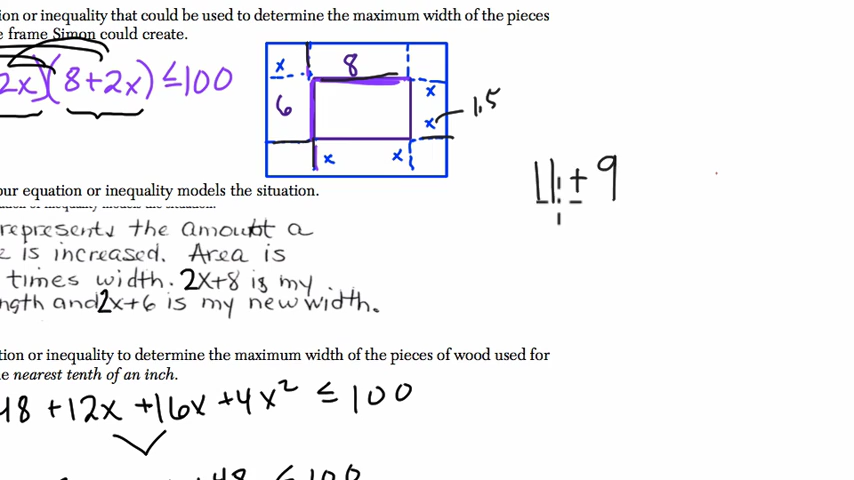 ion or inequality that could be used to determine the maximum width of the pieces
e frame Simon could create.
2x)(8+2x) ≤100
x 8
6 x
x 1.5
x x
11 + 9
our equation or inequality models the situation.
represents the amount a
is increased. Area is
times width. 2x+8 is my
ngth and 2x+6 is my new width.
tion or inequality to determine the maximum width of the pieces of wood used for
e nearest tenth of an inch.
48 +12x +16x +4x² ≤ 100
48 ≤ 100